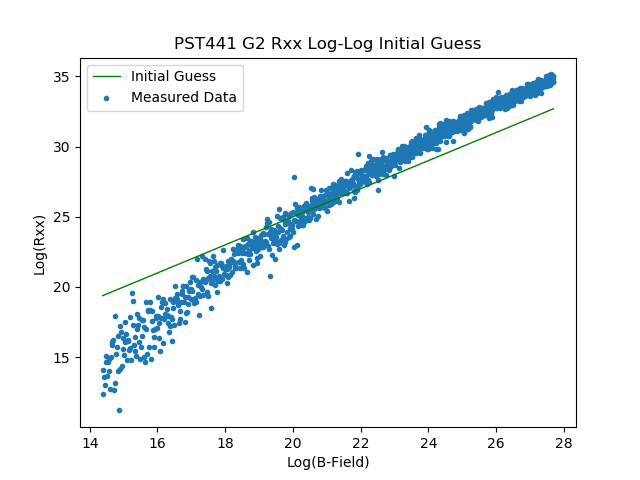 PST441 G2 Rxx Log-Log Initial Guess
Initial Guess
Measured Data
Log(Rxx)
35
30
25
20
15
14 16 18 20 22 24 26 28
Log(B-Field)